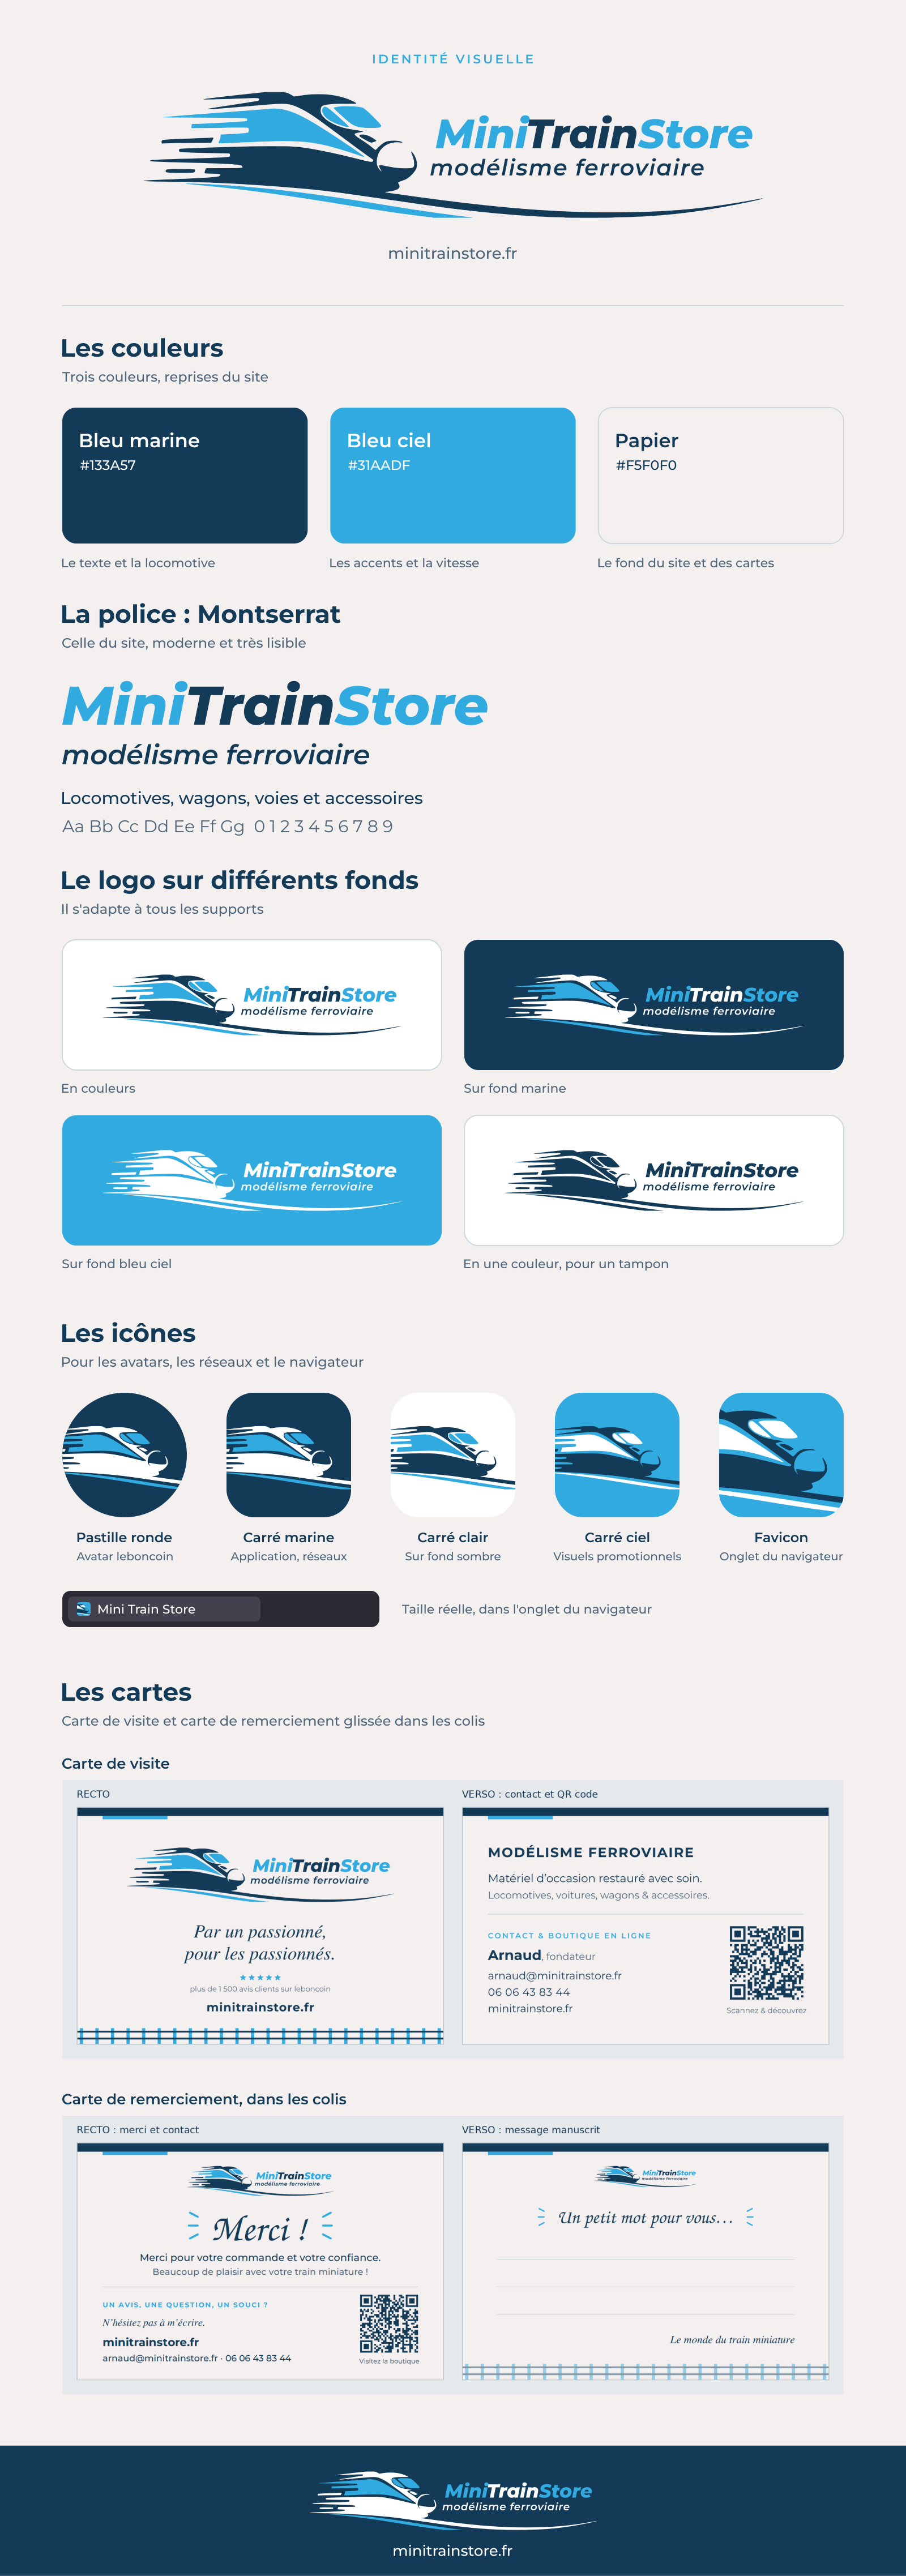 IDENTITÉ VISUELLE
MiniTrainStore
modélisme ferroviaire
minitrainstore.fr
Les couleurs
Trois couleurs, reprises du site
Bleu marine
#133A57
Bleu ciel
#31AADF
Papier
#F5F0F0
Le texte et la locomotive
Les accents et la vitesse
Le fond du site et des cartes
La police : Montserrat
Celle du site, moderne et très lisible
MiniTrainStore
modélisme ferroviaire
Locomotives, wagons, voies et accessoires
Aa Bb Cc Dd Ee Ff Gg 0 1 2 3 4 5 6 7 8 9
Le logo sur différents fonds
Il s'adapte à tous les supports
MiniTrainStore
modélisme ferroviaire
MiniTrainStore
modélisme ferroviaire
En couleurs
Sur fond marine
MiniTrainStore
modélisme ferroviaire
MiniTrainStore
modélisme ferroviaire
Sur fond bleu ciel
En une couleur, pour un tampon
Les icônes
Pour les avatars, les réseaux et le navigateur
Pastille ronde
Avatar leboncoin
Carré marine
Application, réseaux
Carré clair
Sur fond sombre
Carré ciel
Visuels promotionnels
Favicon
Onglet du navigateur
Mini Train Store
Taille réelle, dans l'onglet du navigateur
Les cartes
Carte de visite et carte de remerciement glissée dans les colis
Carte de visite
RECTO
MiniTrainStore
modélisme ferroviaire
Par un passionné,
pour les passionnés.
★★★★★
plus de 1 500 avis clients sur leboncoin
minitrainstore.fr
VERSO : contact et QR code
MODÉLISME FERROVIAIRE
Matériel d’occasion restauré avec soin.
Locomotives, voitures, wagons & accessoires.
CONTACT & BOUTIQUE EN LIGNE
Arnaud, fondateur
arnaud@minitrainstore.fr
06 06 43 83 44
minitrainstore.fr
Scannez & découvrez
Carte de remerciement, dans les colis
RECTO : merci et contact
MiniTrainStore
modélisme ferroviaire
Merci !
Merci pour votre commande et votre confiance.
Beaucoup de plaisir avec votre train miniature !
UN AVIS, UNE QUESTION, UN SOUCI ?
N’hésitez pas à m’écrire.
minitrainstore.fr
arnaud@minitrainstore.fr · 06 06 43 83 44
Visitez la boutique
VERSO : message manuscrit
MiniTrainStore
modélisme ferroviaire
Un petit mot pour vous…
Le monde du train miniature
MiniTrainStore
modélisme ferroviaire
minitrainstore.fr